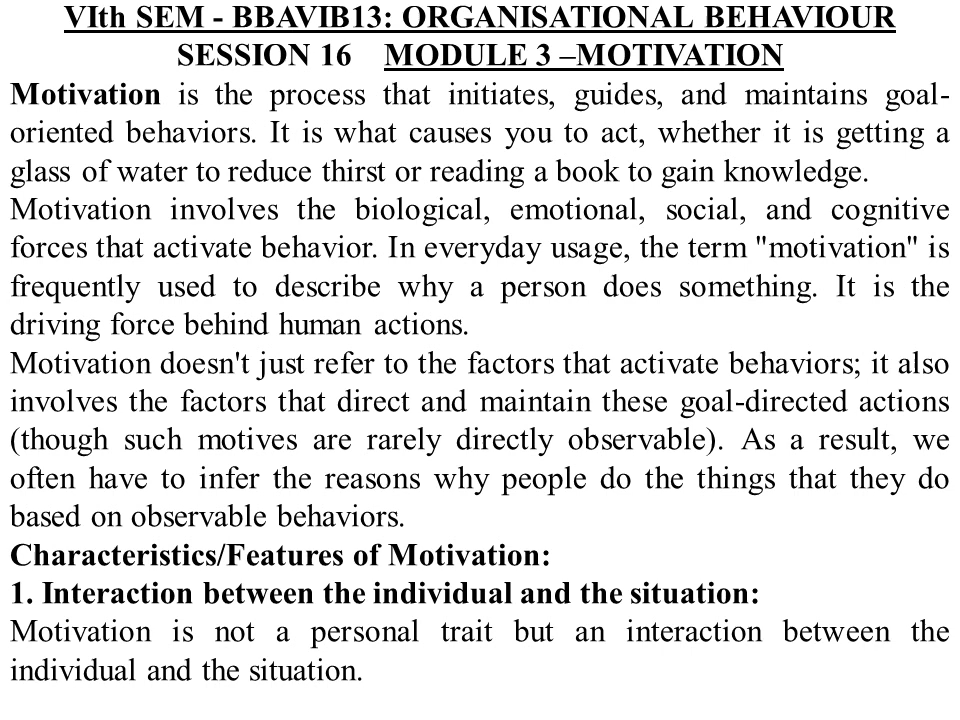 VIth SEM - BBAVIB13: ORGANISATIONAL BEHAVIOUR
SESSION 16 MODULE 3 –MOTIVATION
Motivation is the process that initiates, guides, and maintains goal-
oriented behaviors. It is what causes you to act, whether it is getting a
glass of water to reduce thirst or reading a book to gain knowledge.
Motivation involves the biological, emotional, social, and cognitive
forces that activate behavior. In everyday usage, the term "motivation" is
frequently used to describe why a person does something. It is the
driving force behind human actions.
Motivation doesn't just refer to the factors that activate behaviors; it also
involves the factors that direct and maintain these goal-directed actions
(though such motives are rarely directly observable). As a result, we
often have to infer the reasons why people do the things that they do
based on observable behaviors.
Characteristics/Features of Motivation:
1. Interaction between the individual and the situation:
Motivation is not a personal trait but an interaction between the
individual and the situation.